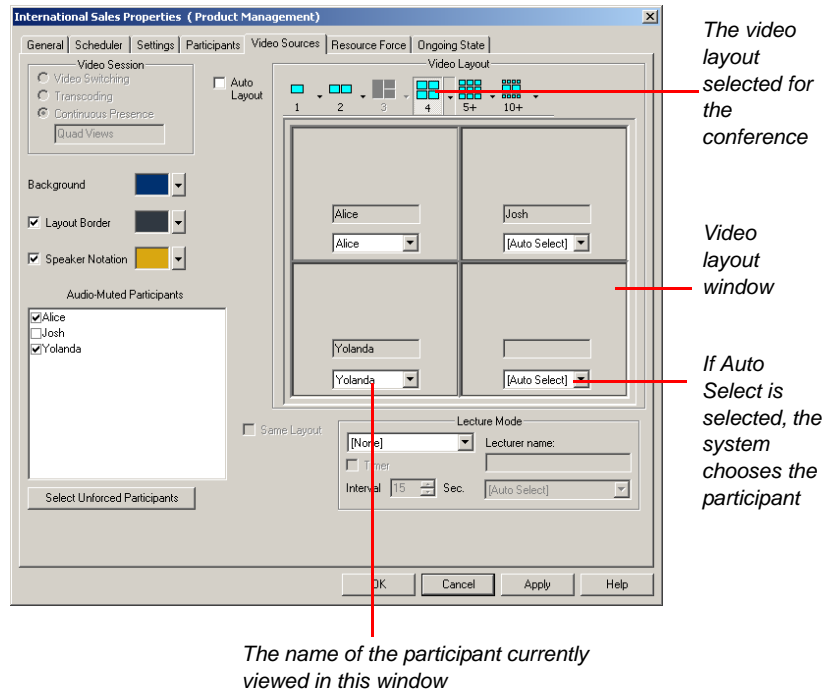 International Sales Properties ( Product Management)
General
Scheduler
Settings
Participants
Video Sources
Resource Force
Ongoing State
Video Session
Video Switching
Transcoding
Continuous Presence
Quad Views
Auto
Layout
Video Layout
1
2
3
4
5+
10+
Background
Layout Border
Speaker Notation
Audio-Muted Participants
Alice
Josh
Yolanda
Select Unforced Participants
Alice
Alice
Josh
[Auto Select]
Yolanda
Yolanda
[Auto Select]
Same Layout
Lecture Mode
[None]
Timer
Interval 15 Sec.
Lecturer name:
[Auto Select]
OK
Cancel
Apply
Help
The video
layout
selected for
the
conference
Video
layout
window
If Auto
Select is
selected, the
system
chooses the
participant
The name of the participant currently
viewed in this window